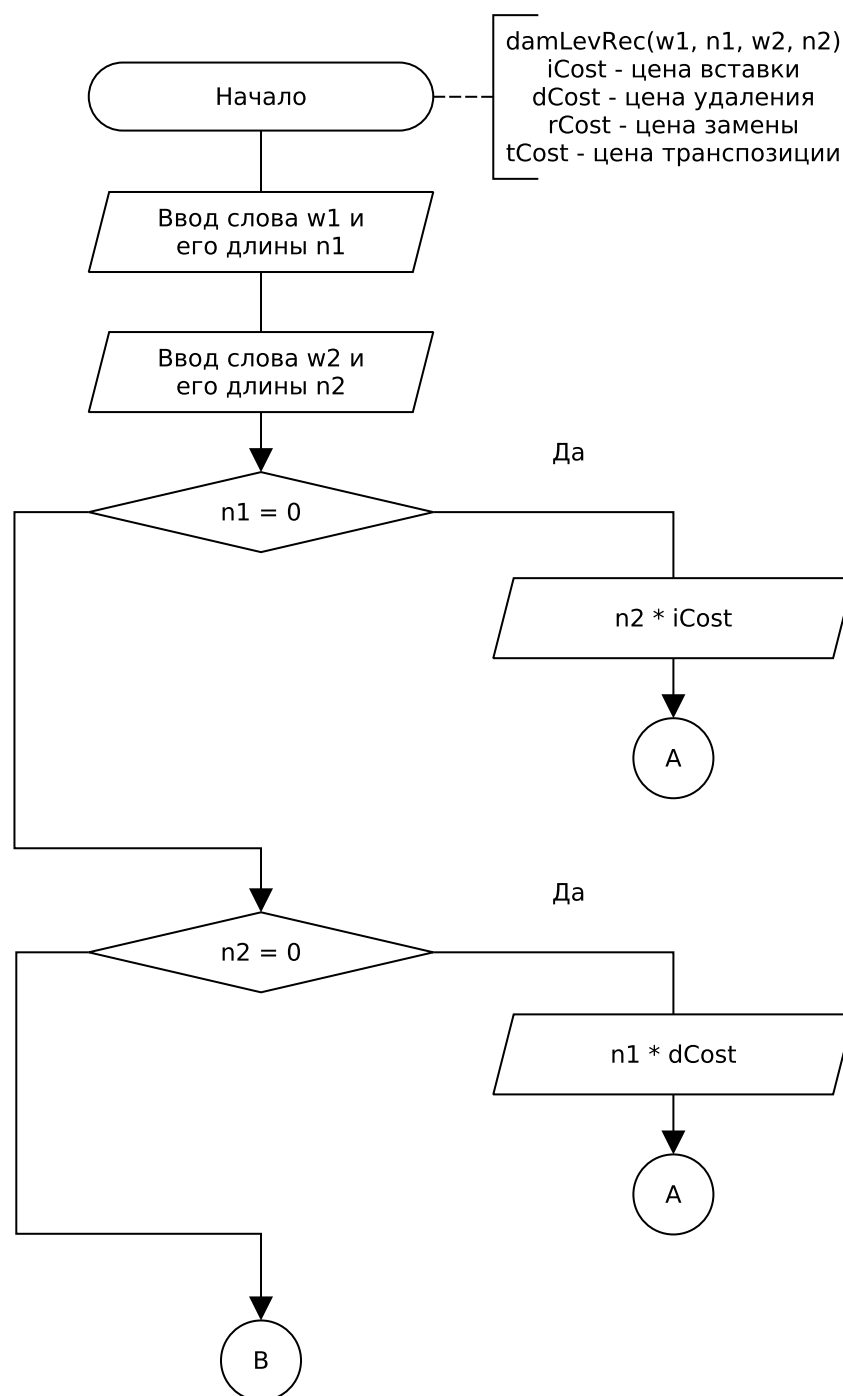 damLevRec(w1, n1, w2, n2)
iCost - цена вставки
dCost - цена удаления
rCost - цена замены
tCost - цена транспозиции
Начало
Ввод слова w1 и
его длины n1
Ввод слова w2 и
его длины n2
Да
n1 = 0
n2 * iCost
A
Да
n2 = 0
n1 * dCost
A
B